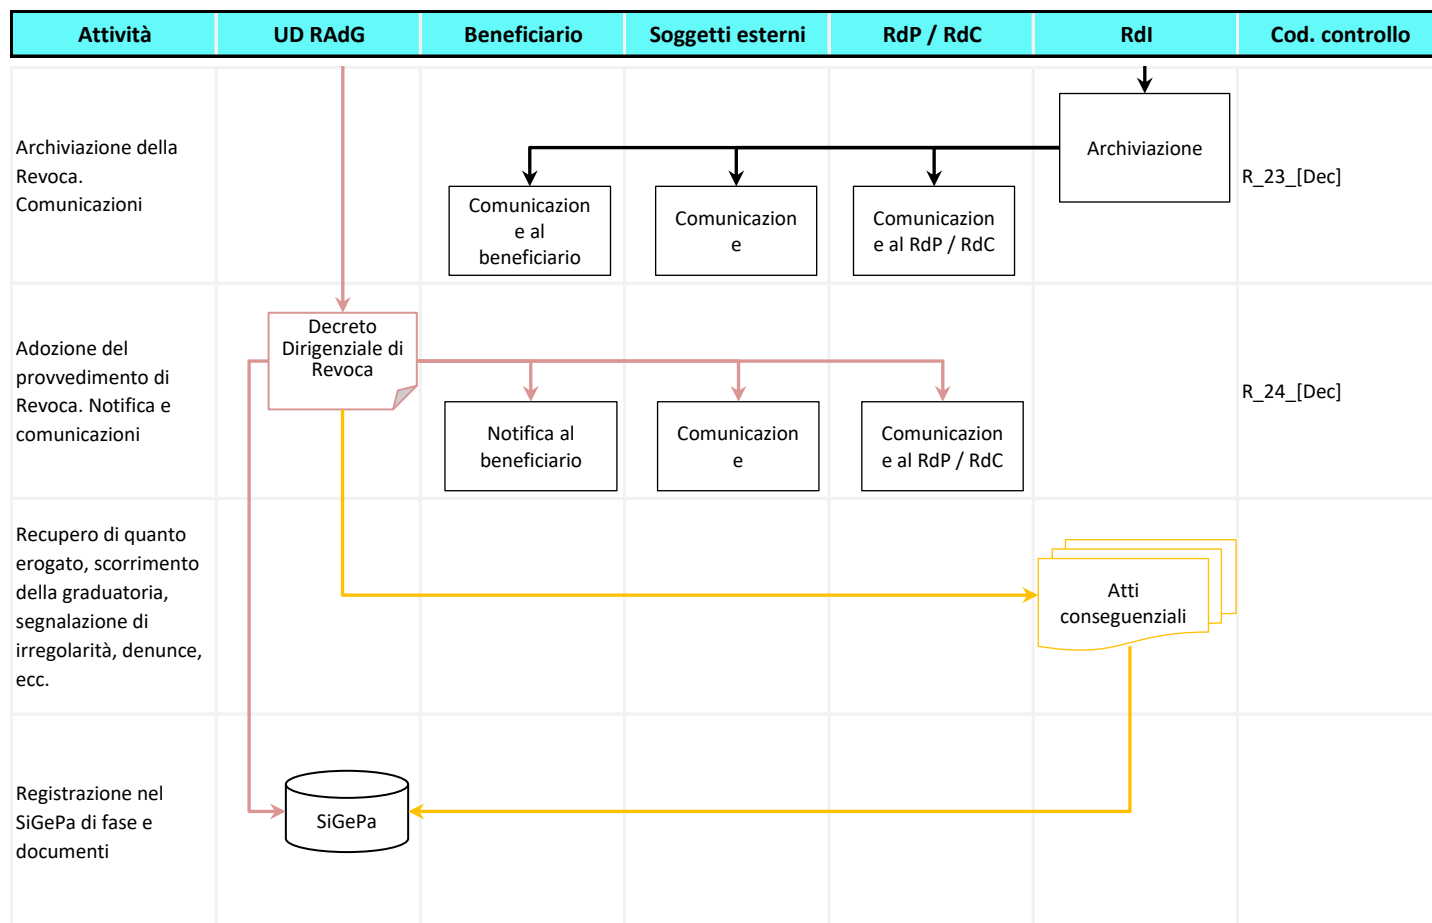 Attività
UD RAdG
Beneficiario
Soggetti esterni
RdP / RdC
RdI
Cod. controllo
Archiviazione della
Revoca.
Comunicazioni
Archiviazione
Comunicazion
e al
beneficiario
Comunicazion
e
Comunicazion
e al RdP / RdC
R_23_[Dec]
Adozione del
provvedimento di
Revoca. Notifica e
comunicazioni
Decreto
Dirigenziale di
Revoca
Notifica al
beneficiario
Comunicazion
e
Comunicazion
e al RdP / RdC
R_24_[Dec]
Recupero di quanto
erogato, scorrimento
della graduatoria,
segnalazione di
irregolarità, denunce,
ecc.
Atti
conseguenziali
Registrazione nel
SiGePa di fase e
documenti
SiGePa